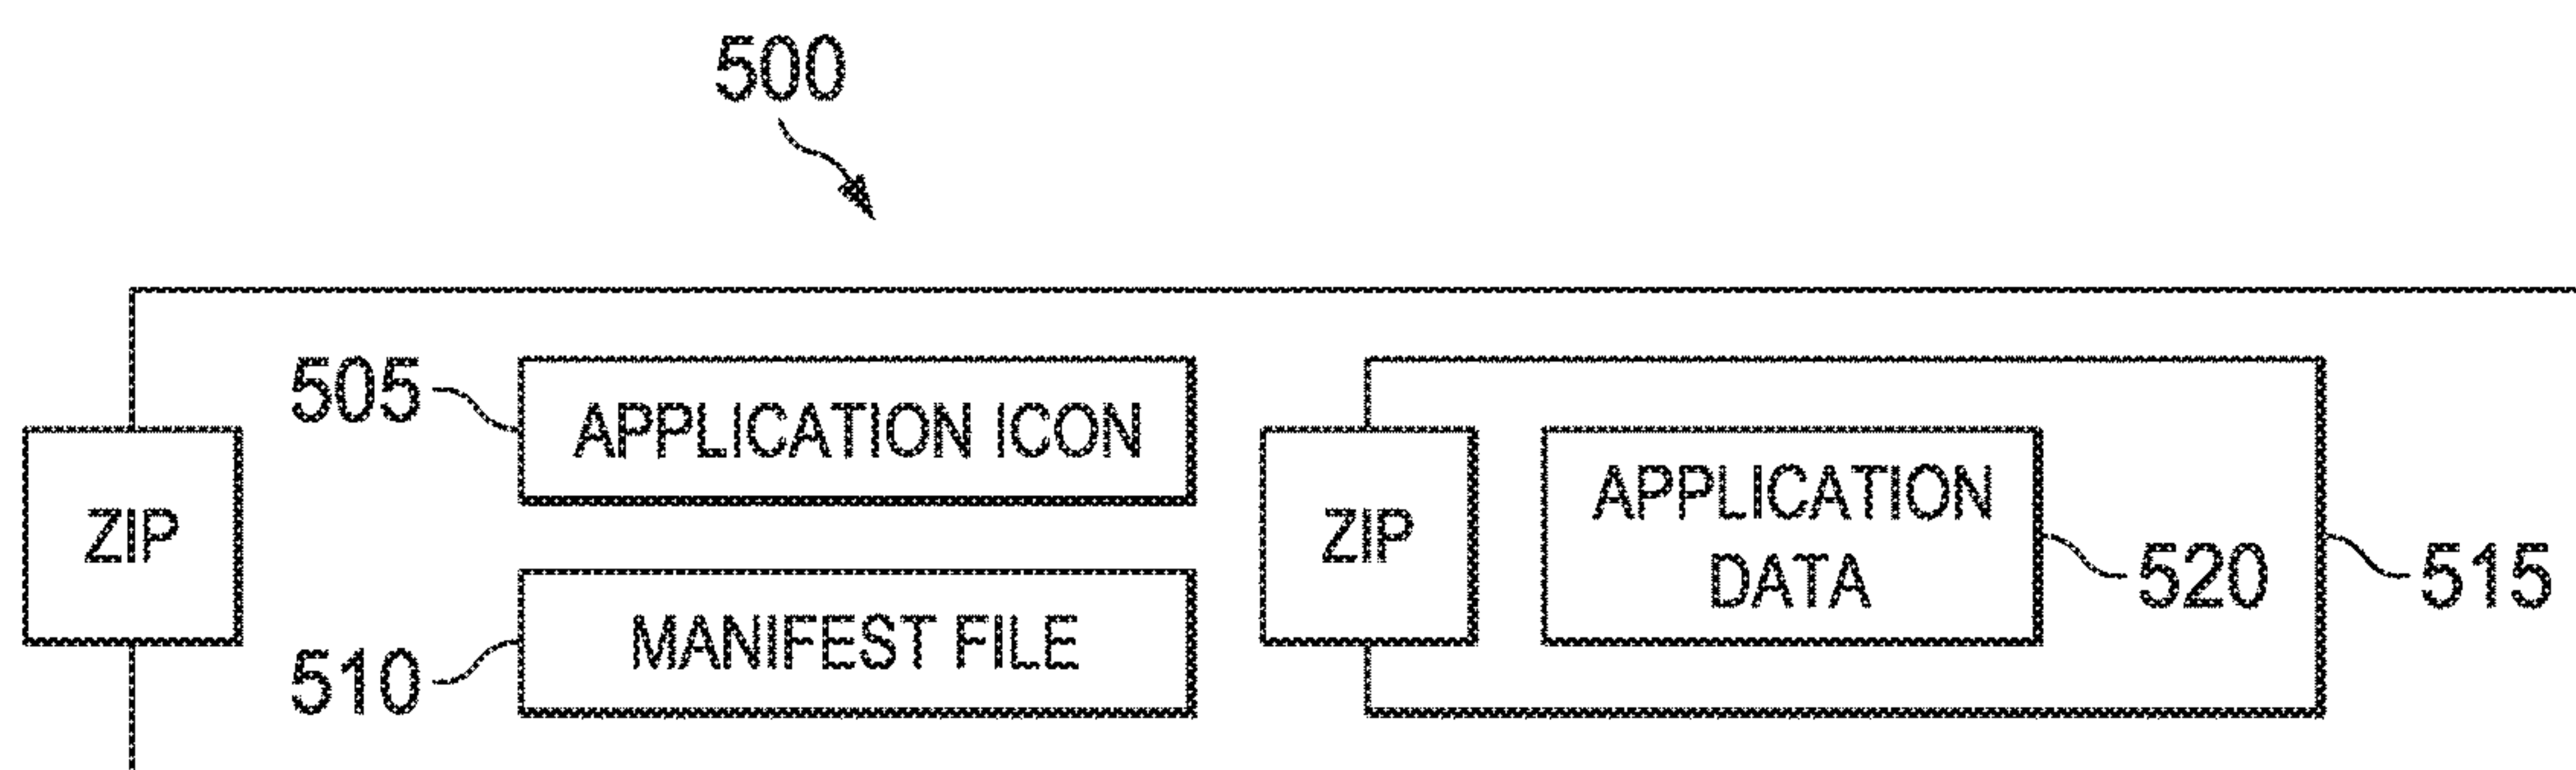 500
505
APPLICATION ICON
ZIP
ZIP
APPLICATION
DATA
520
515
510
MANIFEST FILE